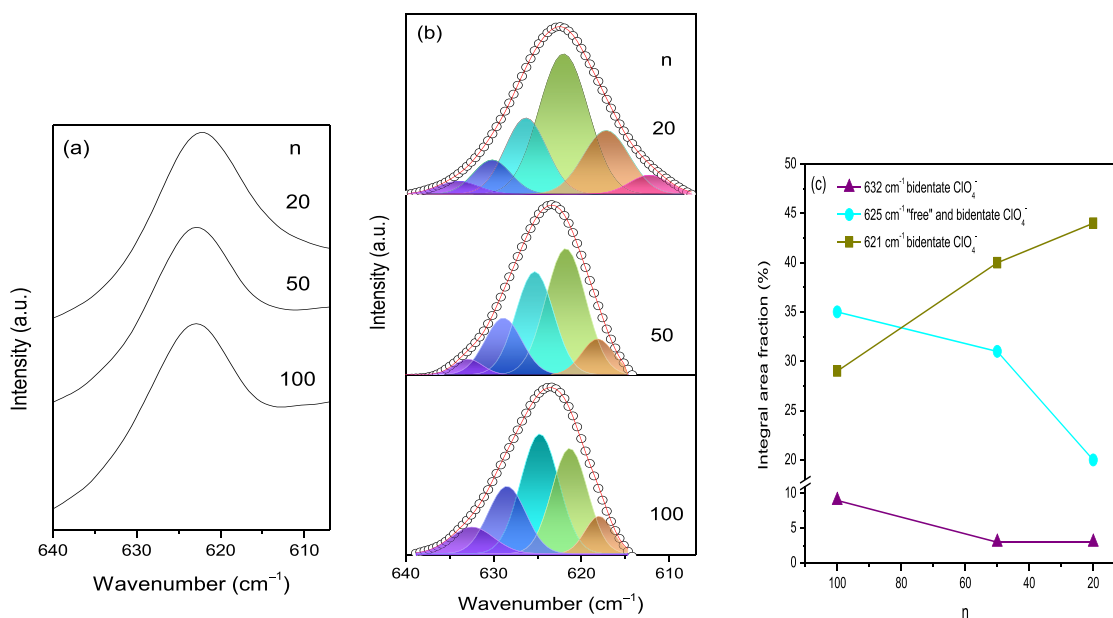 (a)
n
20
50
100
Intensity (a.u.)
640 630 620 610
Wavenumber (cm⁻¹)
(b)
n
20
50
100
Intensity (a.u.)
640 630 620 610
Wavenumber (cm⁻¹)
(c)
632 cm⁻¹ bidentate ClO₄⁻
625 cm⁻¹ "free" and bidentate ClO₄⁻
621 cm⁻¹ bidentate ClO₄⁻
Integral area fraction (%)
50
45
40
35
30
25
20
10
5
0
100 80 60 40 20
n